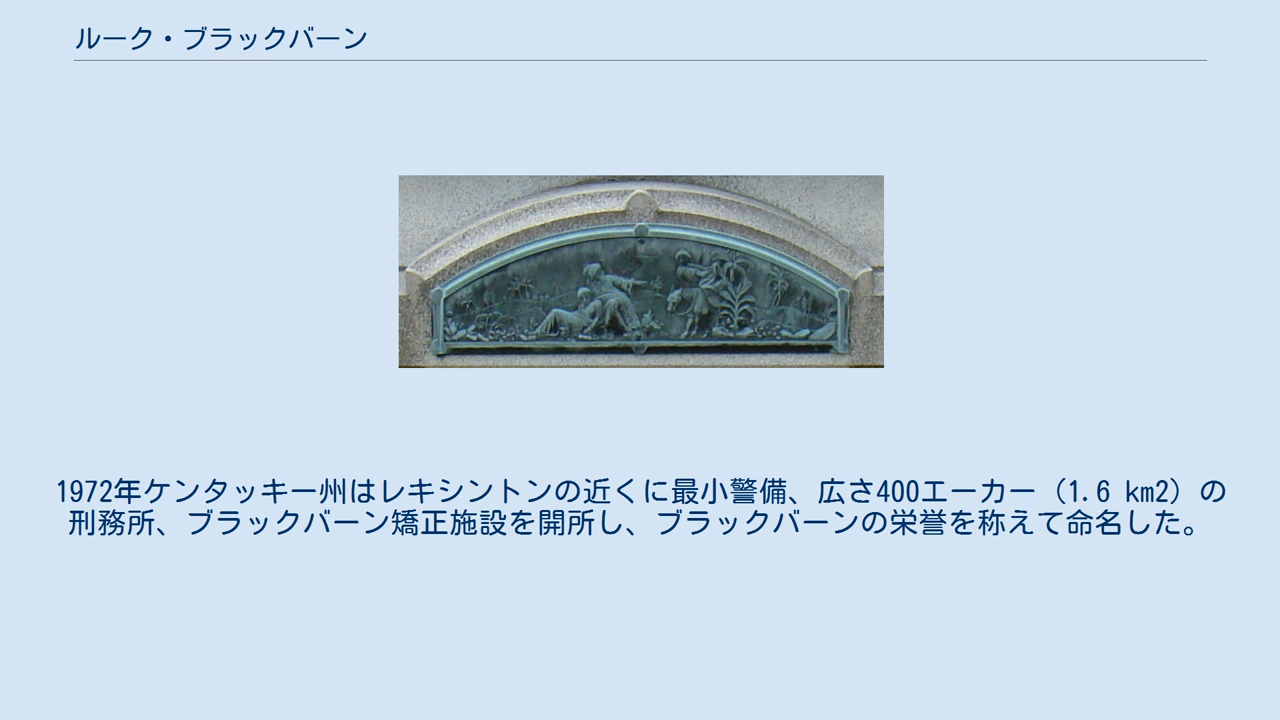 ルーク・ブラックバーン
1972年ケンタッキー州はレキシントンの近くに最小警備、広さ400エーカー（1.6 km2）の
刑務所、ブラックバーン矯正施設を開所し、ブラックバーンの栄誉を称えて命名した。